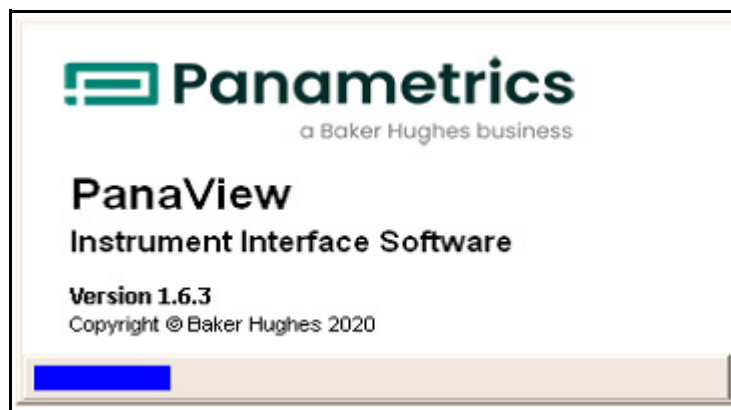 Panametrics
a Baker Hughes business
PanaView
Instrument Interface Software
Version 1.6.3
Copyright © Baker Hughes 2020